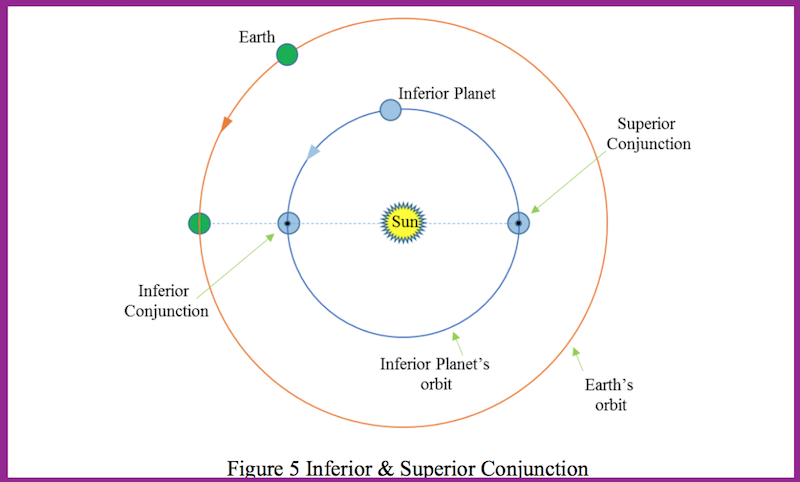 Earth
Inferior Planet
Superior
Conjunction
Sun
Inferior
Conjunction
Inferior Planet's
orbit
Earth's
orbit
Figure 5 Inferior & Superior Conjunction